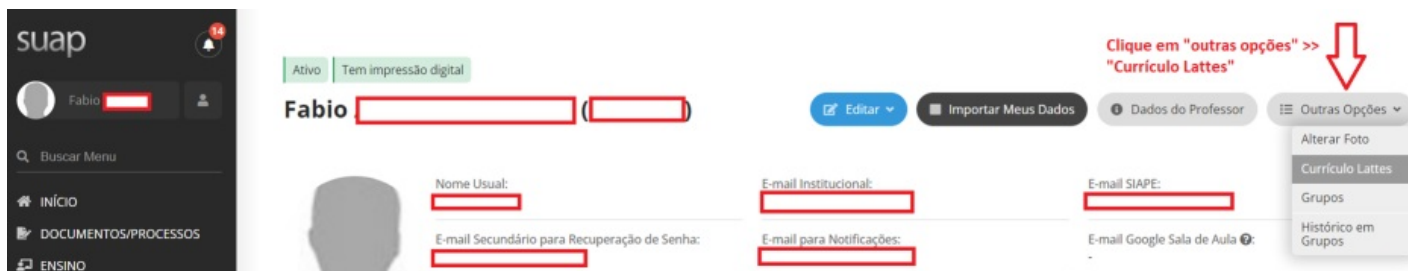 suap
14
Fabio
Buscar Menu
INÍCIO
DOCUMENTOS/PROCESSOS
ENSINO
Ativo Tem impressão digital
Fabio ( )
Clique em "outras opções" >>
"Currículo Lattes"
Editar Importar Meus Dados Dados do Professor Outras Opções
Alterar Foto
Currículo Lattes
Grupos
Histórico em
Grupos
Nome Usual: E-mail Institucional: E-mail SIAPE:
E-mail Secundário para Recuperação de Senha: E-mail para Notificações: E-mail Google Sala de Aula ?:
-